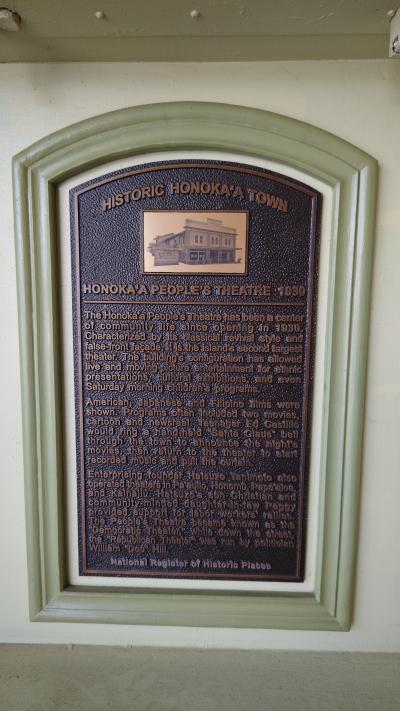 HISTORIC HONOKA'A TOWN
HONOKA'A PEOPLE'S THEATRE 1930
The Honoka'a People's Theatre has been a center
of community life since opening in 1930.
Characterized by its classical revival style and
false-front facade, it is the island's second largest
theater. The building's configuration has allowed
live and moving-picture entertainment for ethnic
presentations, cultural exhibitions, and even
Saturday morning children's programs.
American, Japanese and Filipino films were
shown. Programs often included two movies,
cartoon and newsreel. Teenager Ed Castillo
would ring a hand-held "Santa Claus" bell
through the town to announce the night's
movies, then return to the theater to start
recorded music and pull the curtain.
Enterprising founder Hatsuzo Tanimoto also
operated theaters in Pa'auilo, Honomū, Papa'aloa,
and Kainaliu. Hatsuzo's son Christian and
community-minded daughter-in-law Peggy
provided support for labor workers' rallies.
The People's Theatre became known as the
"Democratic Theater," while down the street,
the "Republican Theater" was run by politician
William "Doc" Hill.
National Register of Historic Places